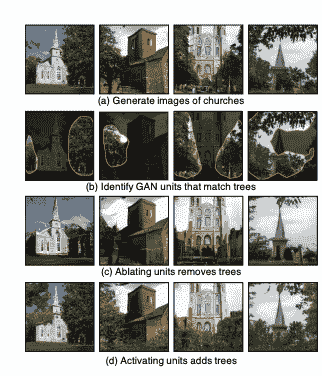 (a) Generate images of churches
(b) Identify GAN units that match trees
(c) Ablating units removes trees
(d) Activating units adds trees